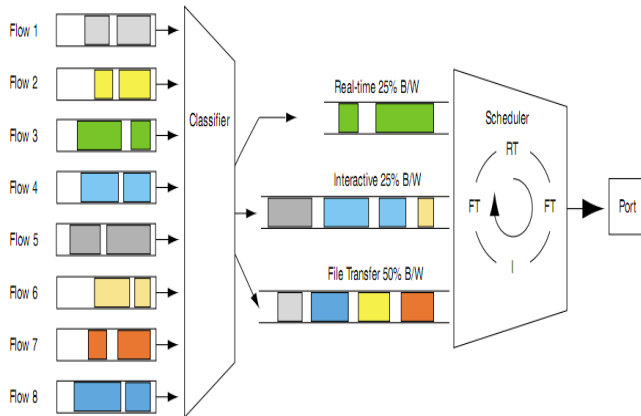 Flow 1
Flow 2
Flow 3
Flow 4
Flow 5
Flow 6
Flow 7
Flow 8
Classifier
Real-time 25% B/W
Interactive 25% B/W
File Transfer 50% B/W
Scheduler
RT
FT
FT
I
Port